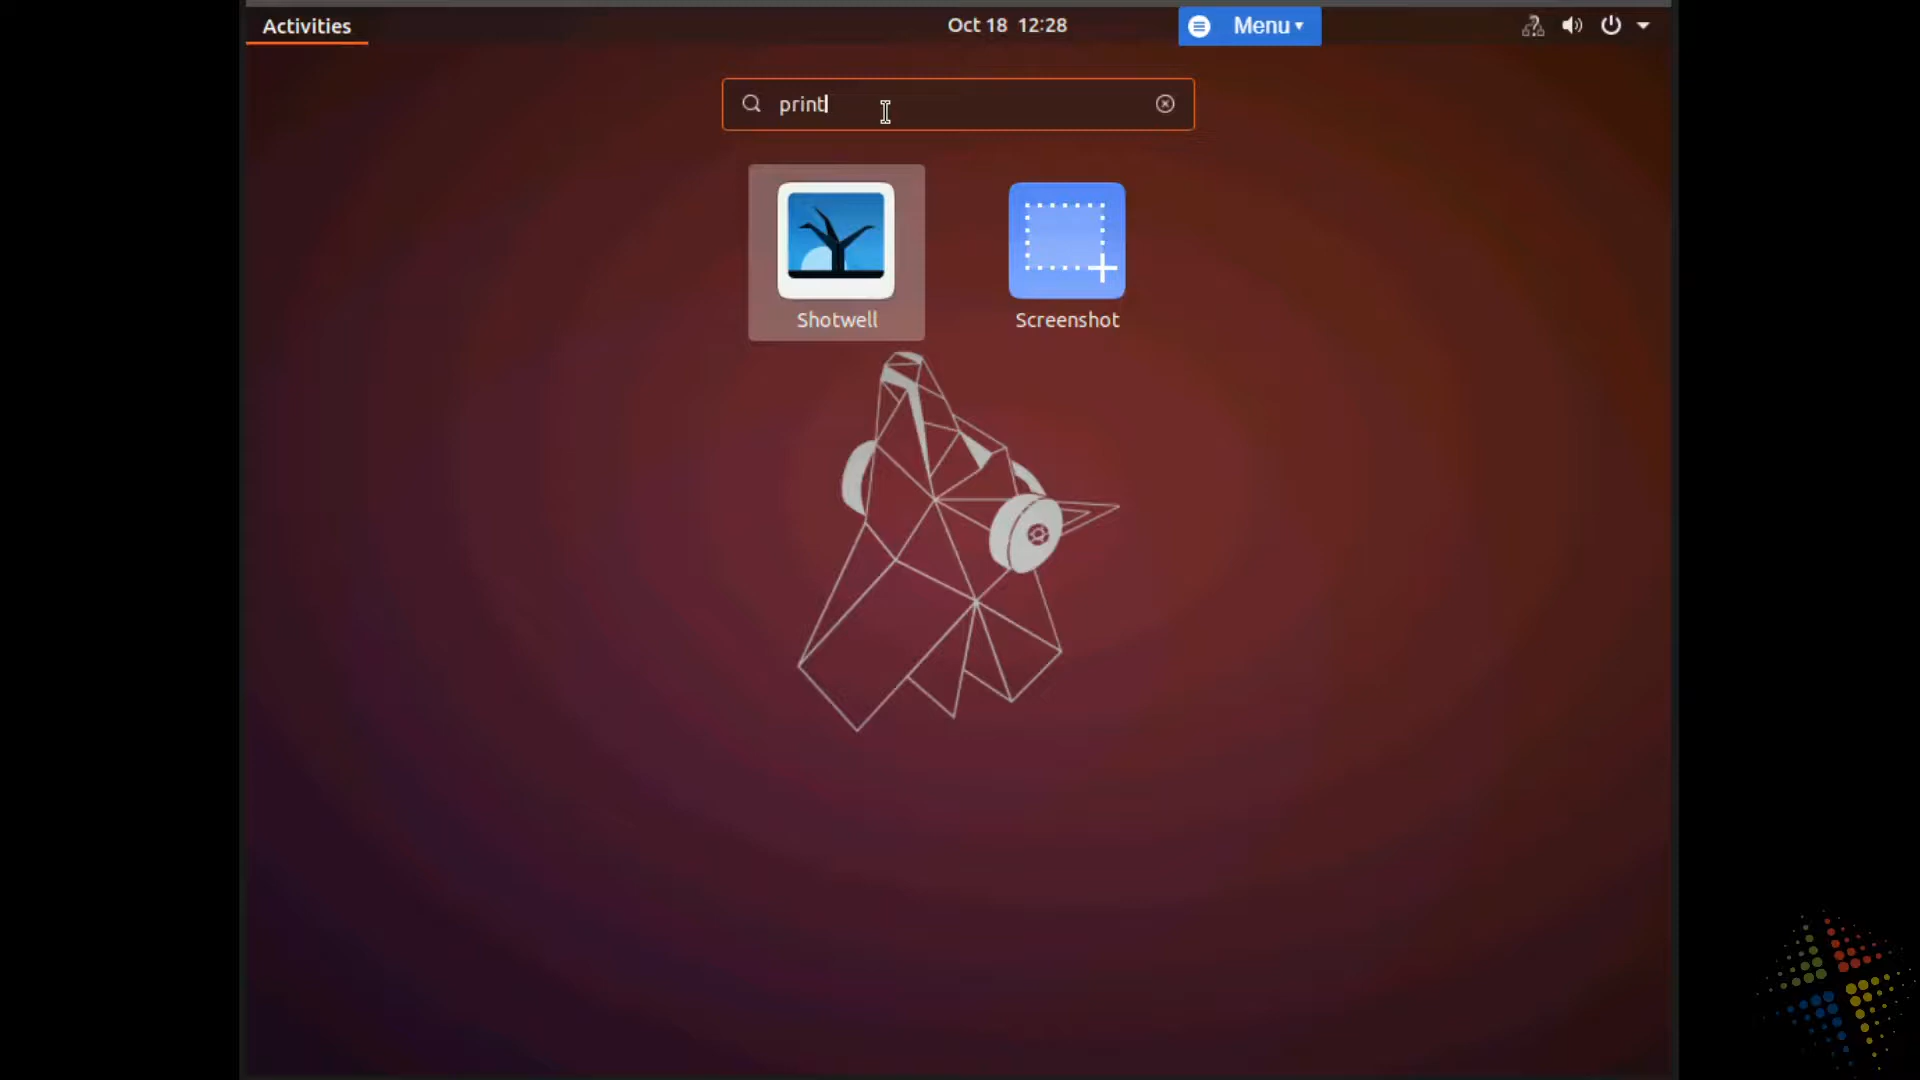 Activities
Oct 18 12:28
Menu
print
Shotwell
Screenshot